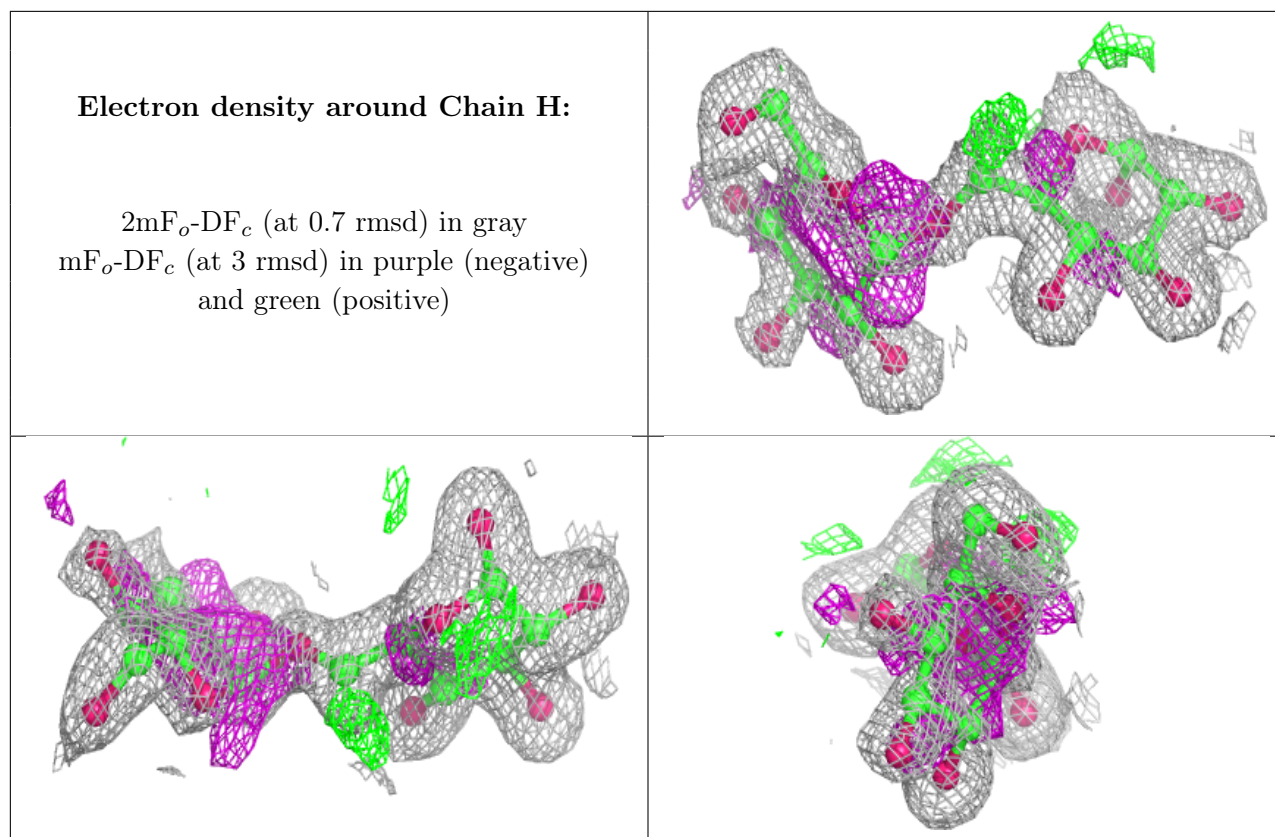 Electron density around Chain H:
2mFo-DFc (at 0.7 rmsd) in gray
mFo-DFc (at 3 rmsd) in purple (negative)
and green (positive)